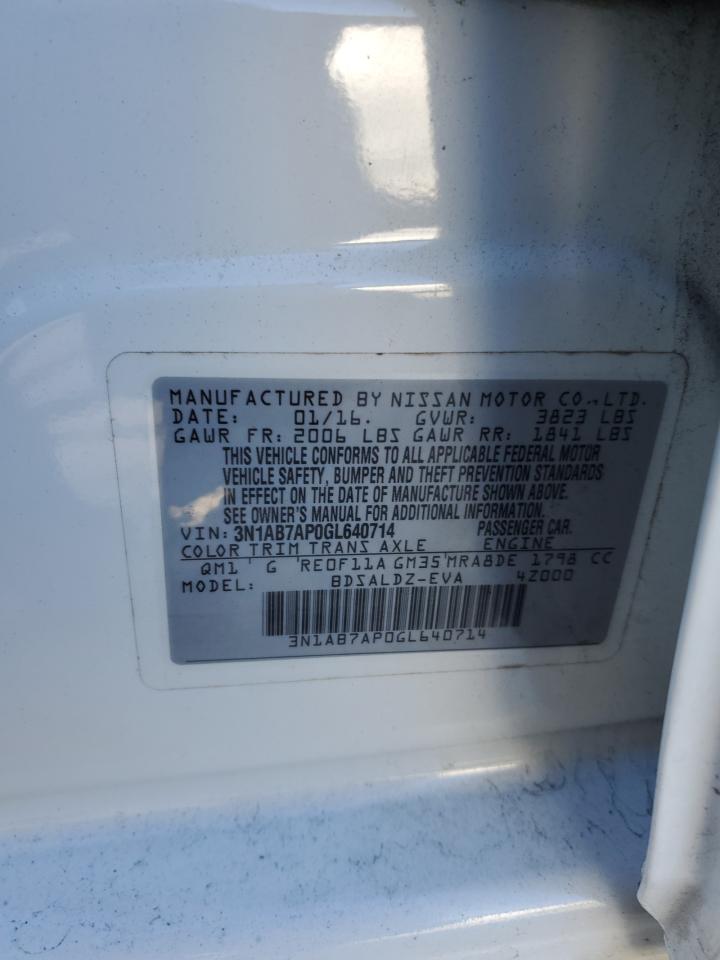 MANUFACTURED BY NISSAN MOTOR CO.,LTD.
DATE: 01/16. GVWR: 3823 LBS
GAWR FR: 2006 LBS GAWR RR: 1841 LBS
THIS VEHICLE CONFORMS TO ALL APPLICABLE FEDERAL MOTOR
VEHICLE SAFETY, BUMPER AND THEFT PREVENTION STANDARDS
IN EFFECT ON THE DATE OF MANUFACTURE SHOWN ABOVE.
SEE OWNER'S MANUAL FOR ADDITIONAL INFORMATION.
VIN: 3N1AB7AP0GL640714 PASSENGER CAR.
COLOR TRIM TRANS AXLE ENGINE
QM1 G RE0F11A GM35 MRA8DE 1798 CC
MODEL: BDSALDZ-EVA 4Z000
3N1AB7AP0GL640714